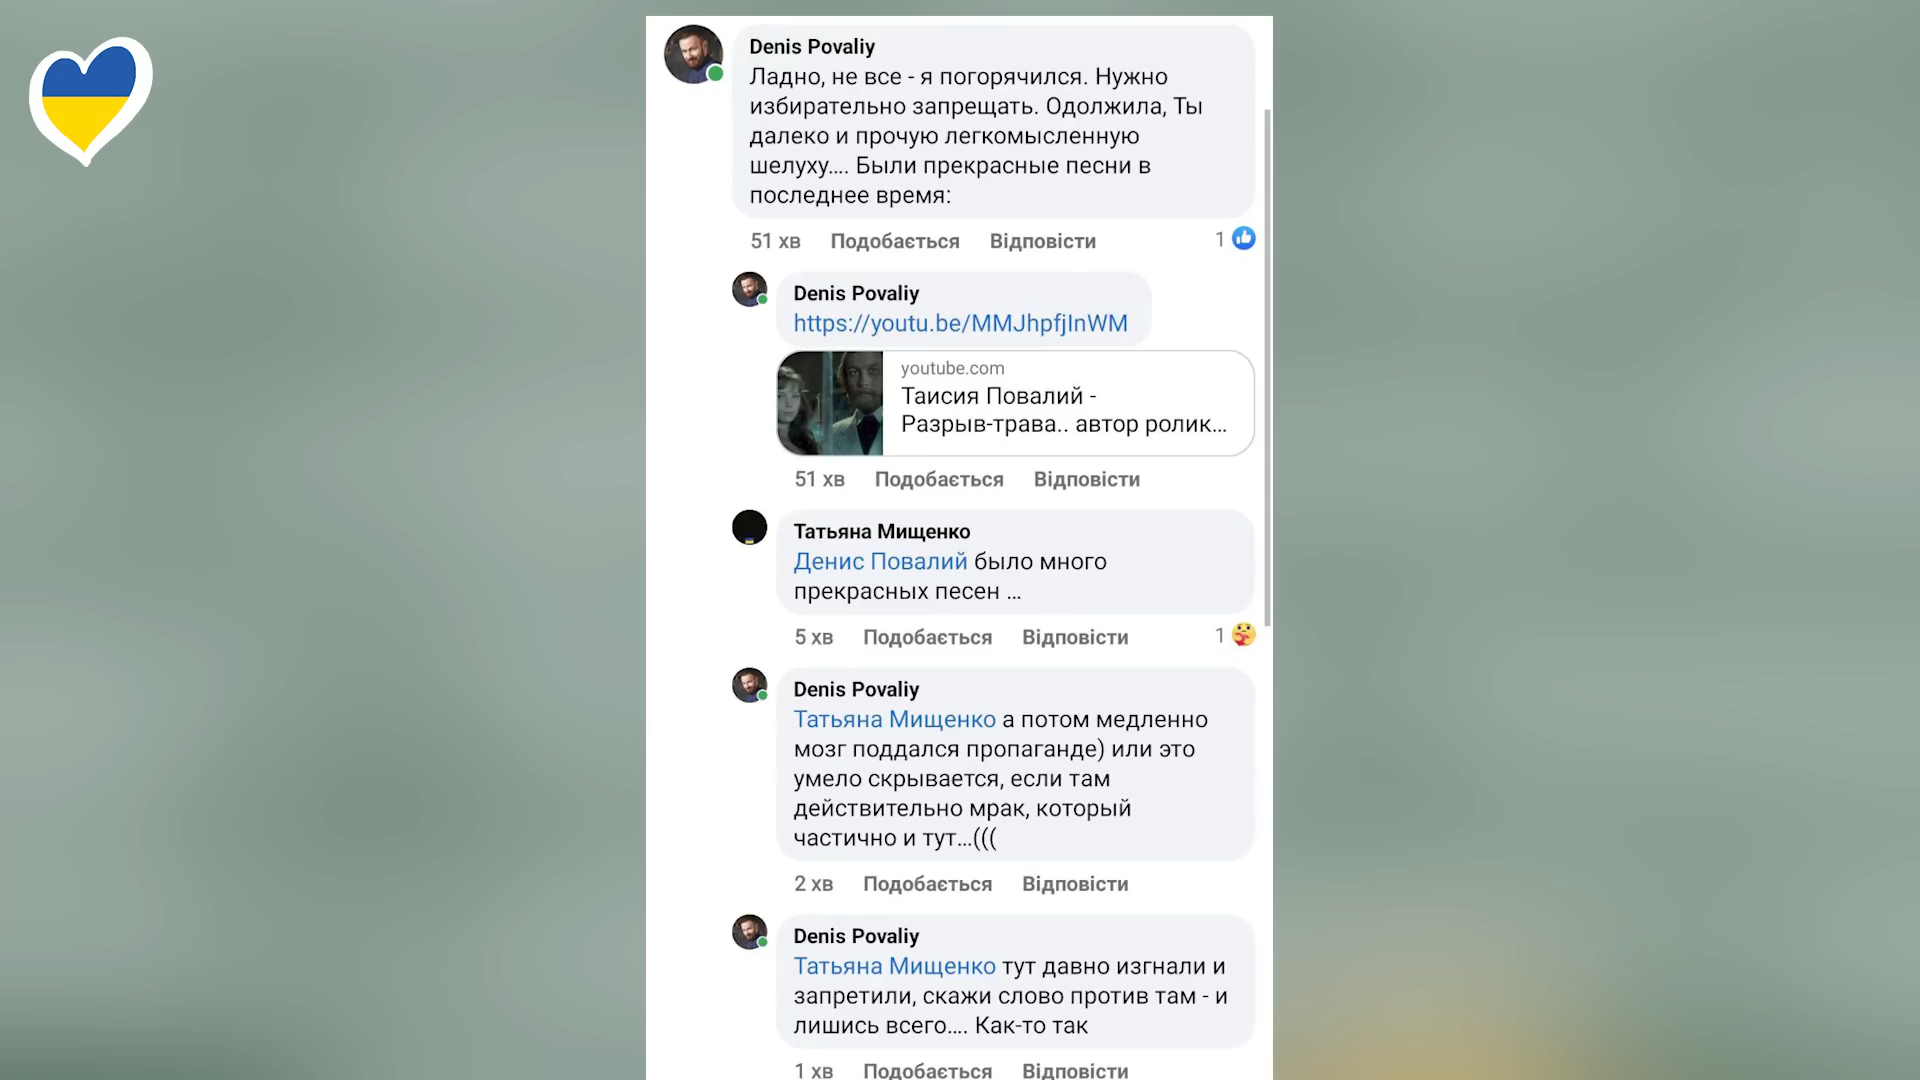 Denis Povaliy
Ладно, не все - я погорячился. Нужно
избирательно запрещать. Одолжила, Ты
далеко и прочую легкомысленную
шелуху.... Были прекрасные песни в
последнее время:
51 хв Подобається Відповісти 1
Denis Povaliy
https://youtu.be/MMJhpfjInWM
youtube.com
Таисия Повалий -
Разрыв-трава.. автор ролик...
51 хв Подобається Відповісти
Татьяна Мищенко
Денис Повалий было много
прекрасных песен ...
5 хв Подобається Відповісти 1
Denis Povaliy
Татьяна Мищенко а потом медленно
мозг поддался пропаганде) или это
умело скрывается, если там
действительно мрак, который
частично и тут...(((
2 хв Подобається Відповісти
Denis Povaliy
Татьяна Мищенко тут давно изгнали и
запретили, скажи слово против там - и
лишись всего.... Как-то так
1 хв Подобається Відповісти